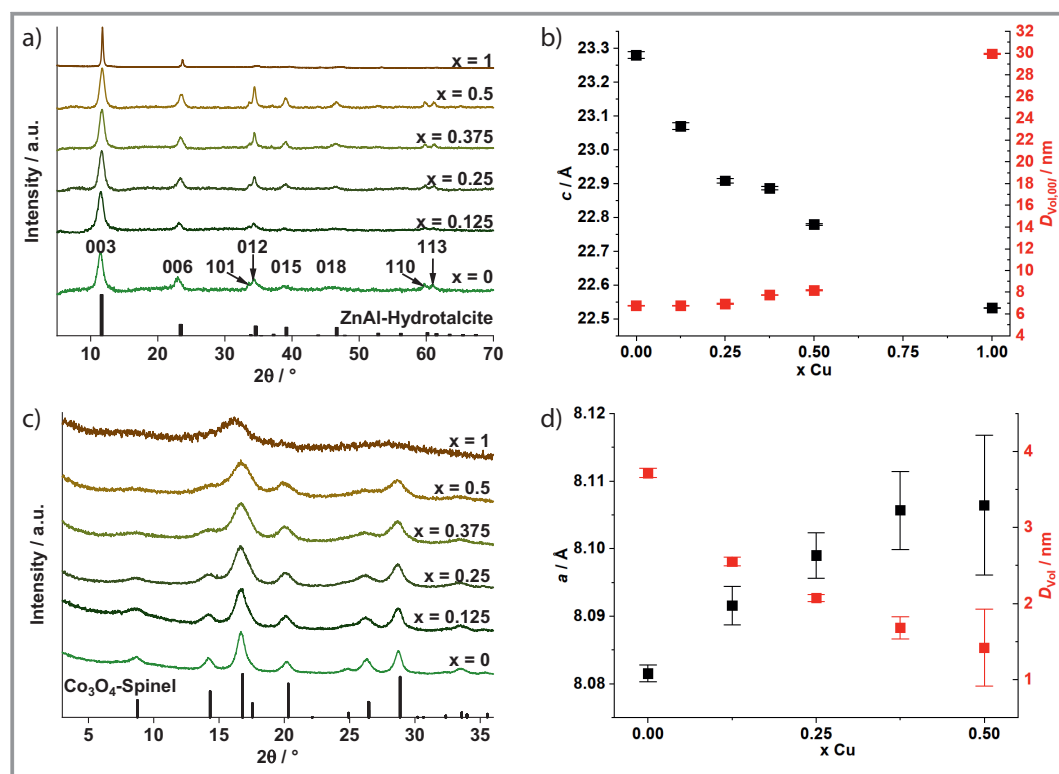 a)
x = 1
x = 0.5
x = 0.375
x = 0.25
x = 0.125
003
012
113
006
101
015
018
110
x = 0
ZnAl-Hydrotalcite
Intensity / a.u.
10 20 30 40 50 60 70
2θ / °
b)
23.3
23.2
23.1
23.0
22.9
22.8
22.7
22.6
22.5
c / Å
32
30
28
26
24
22
20
18
16
14
12
10
8
6
4
D_Vol,00l / nm
0.00 0.25 0.50 0.75 1.00
x Cu
c)
x = 1
x = 0.5
x = 0.375
x = 0.25
x = 0.125
x = 0
Co₃O₄-Spinel
Intensity / a.u.
5 10 15 20 25 30 35
2θ / °
d)
8.12
8.11
8.10
8.09
8.08
a / Å
4
3
2
1
D_Vol / nm
0.00 0.25 0.50
x Cu